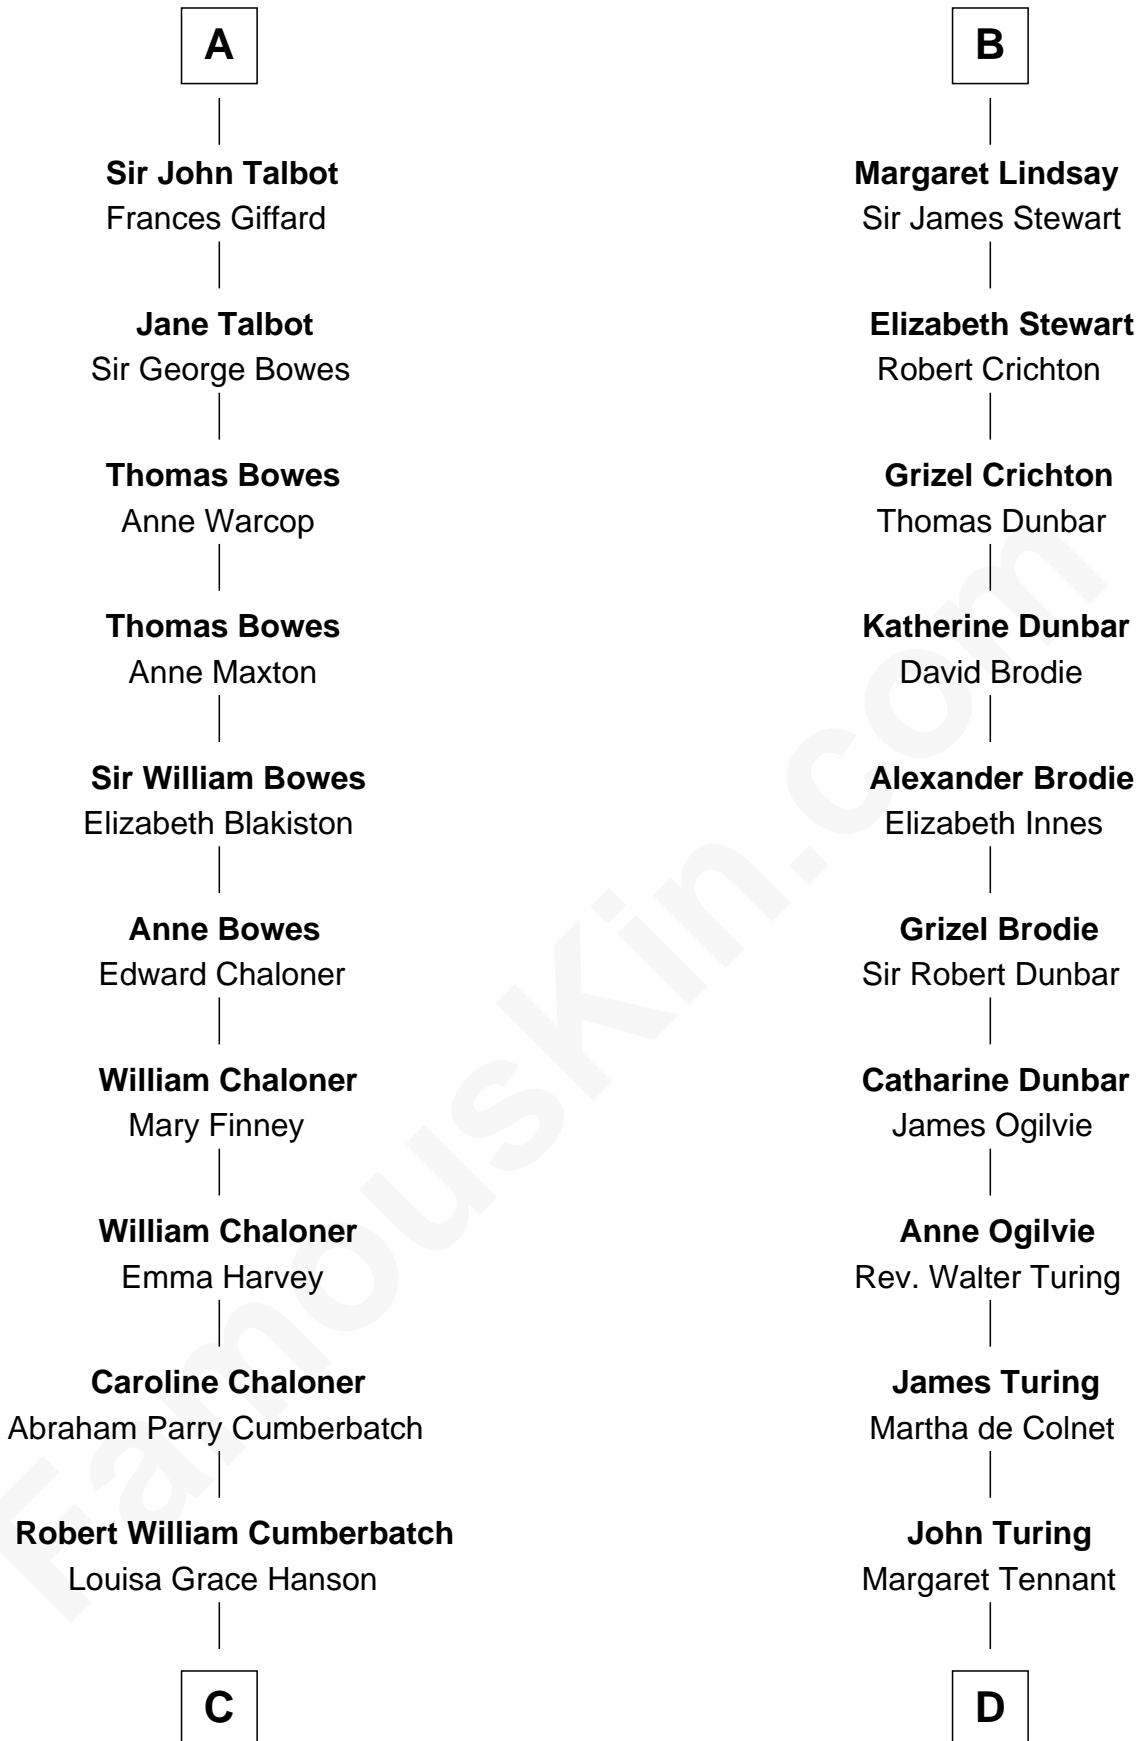 A
Sir John Talbot
Frances Giffard
Jane Talbot
Sir George Bowes
Thomas Bowes
Anne Warcop
Thomas Bowes
Anne Maxton
Sir William Bowes
Elizabeth Blakiston
Anne Bowes
Edward Chaloner
William Chaloner
Mary Finney
William Chaloner
Emma Harvey
Caroline Chaloner
Abraham Parry Cumberbatch
Robert William Cumberbatch
Louisa Grace Hanson
C
B
Margaret Lindsay
Sir James Stewart
Elizabeth Stewart
Robert Crichton
Grizel Crichton
Thomas Dunbar
Katherine Dunbar
David Brodie
Alexander Brodie
Elizabeth Innes
Grizel Brodie
Sir Robert Dunbar
Catharine Dunbar
James Ogilvie
Anne Ogilvie
Rev. Walter Turing
James Turing
Martha de Colnet
John Turing
Margaret Tennant
D
FamousKin.com